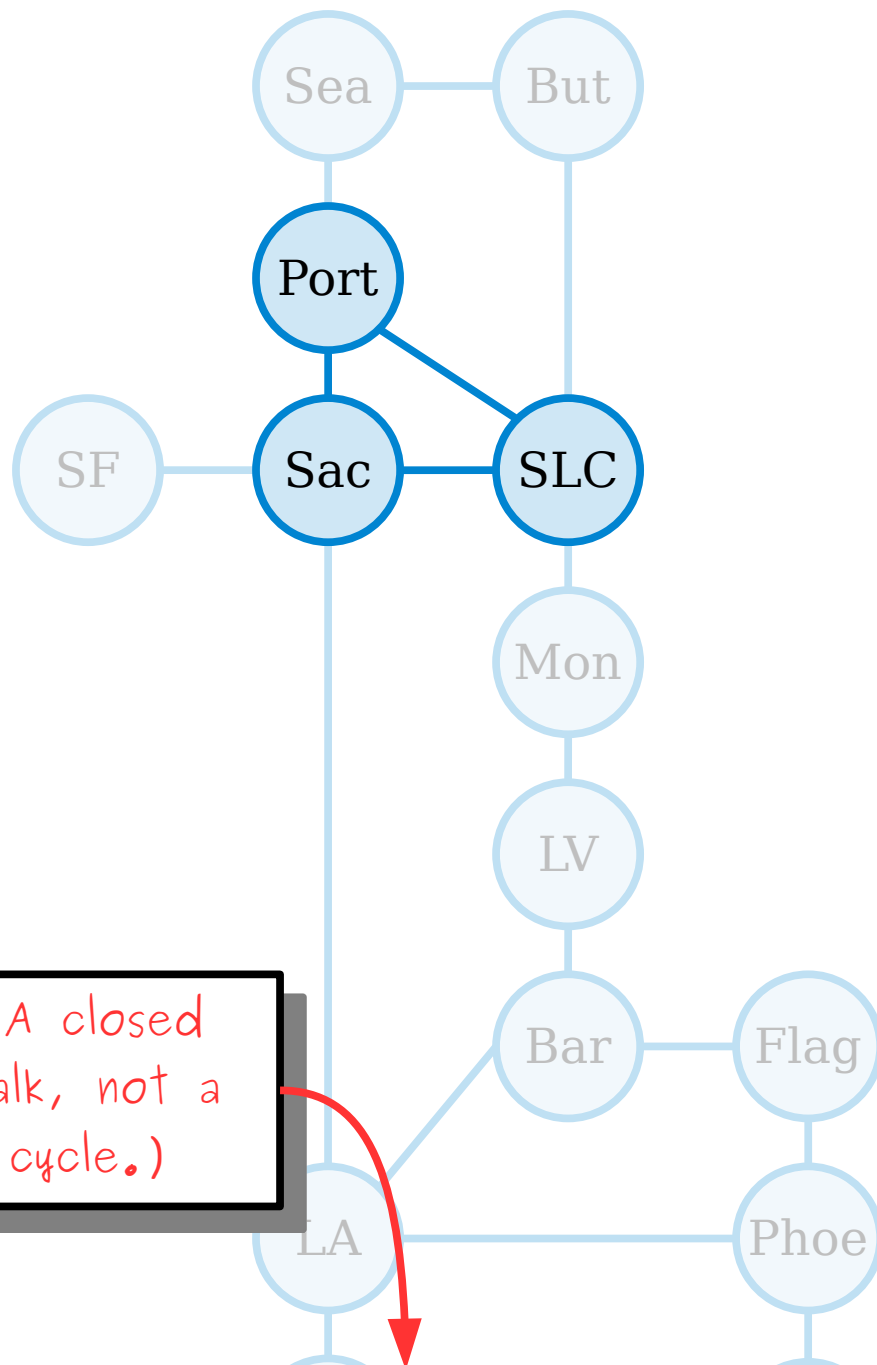 Sea But
Port
SF Sac SLC
Mon
LV
A closed
alk, not a
cycle.)
Bar Flag
LA Phoe